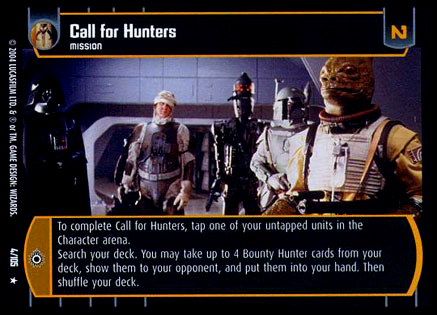 Call for Hunters
MISSION
N
© 2004 LUCASFILM LTD. & ® or TM. GAME DESIGN: WIZARDS.
To complete Call for Hunters, tap one of your untapped units in the
Character arena.
Search your deck. You may take up to 4 Bounty Hunter cards from your
deck, show them to your opponent, and put them into your hand. Then
shuffle your deck.
4/105